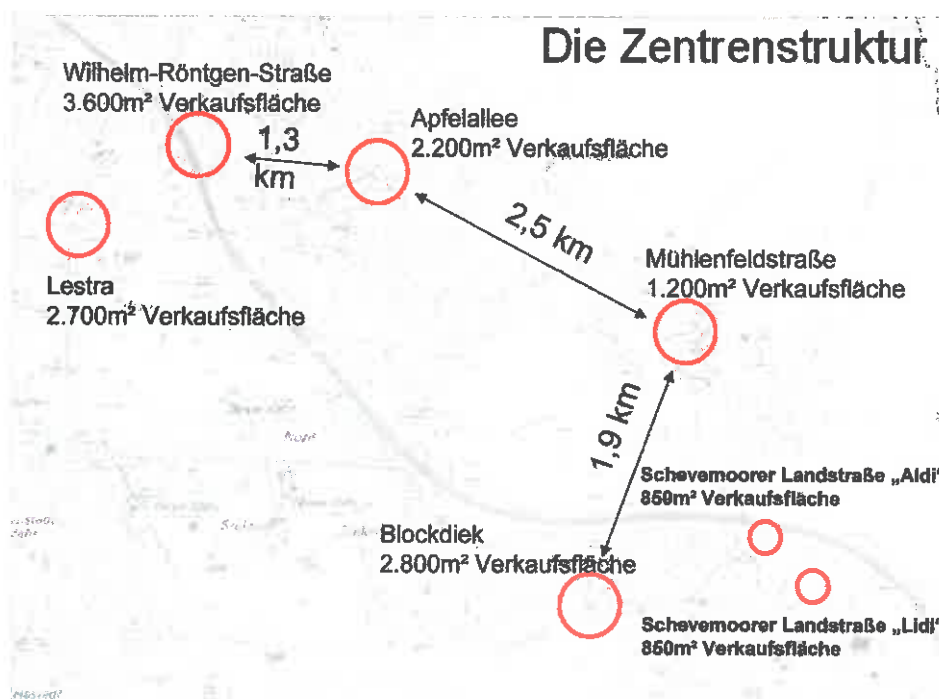 Die Zentrenstruktur
Wilhelm-Röntgen-Straße
3.600m² Verkaufsfläche
1,3
km
Apfelallee
2.200m² Verkaufsfläche
2,5 km
Lestra
2.700m² Verkaufsfläche
Mühlenfeldstraße
1.200m² Verkaufsfläche
1,9 km
Schevemoorer Landstraße „Aldi“
850m² Verkaufsfläche
Blockdiek
2.800m² Verkaufsfläche
Schevemoorer Landstraße „Lidl“
850m² Verkaufsfläche